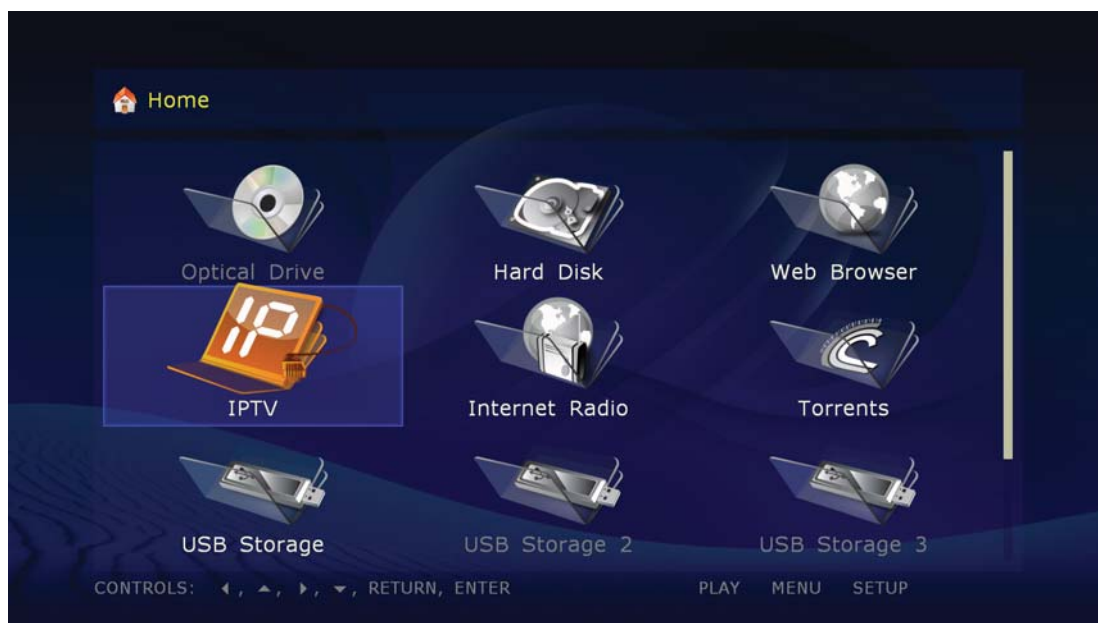 Home
Optical Drive
Hard Disk
Web Browser
IP
IPTV
Internet Radio
Torrents
USB Storage
USB Storage 2
USB Storage 3
CONTROLS: ◀, ▲, ▶, ▼, RETURN, ENTER PLAY MENU SETUP